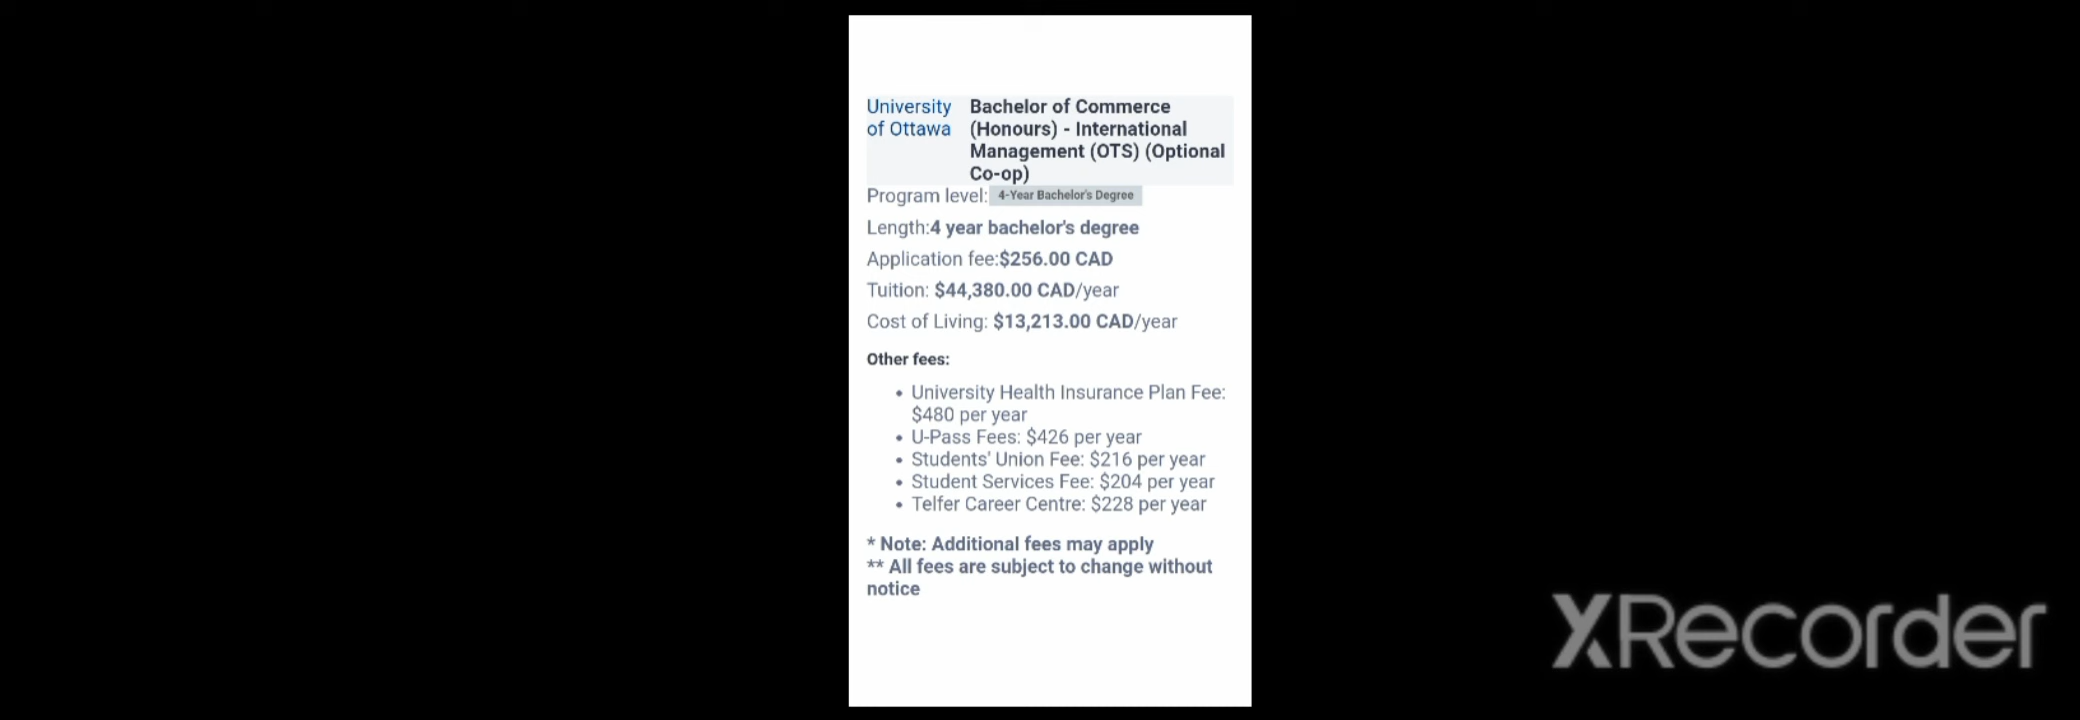 University of Ottawa
Bachelor of Commerce
(Honours) - International
Management (OTS) (Optional
Co-op)
Program level: 4-Year Bachelor's Degree
Length:4 year bachelor's degree
Application fee:$256.00 CAD
Tuition: $44,380.00 CAD/year
Cost of Living: $13,213.00 CAD/year
Other fees:
• University Health Insurance Plan Fee:
$480 per year
• U-Pass Fees: $426 per year
• Students' Union Fee: $216 per year
• Student Services Fee: $204 per year
• Telfer Career Centre: $228 per year
* Note: Additional fees may apply
** All fees are subject to change without
notice
XRecorder